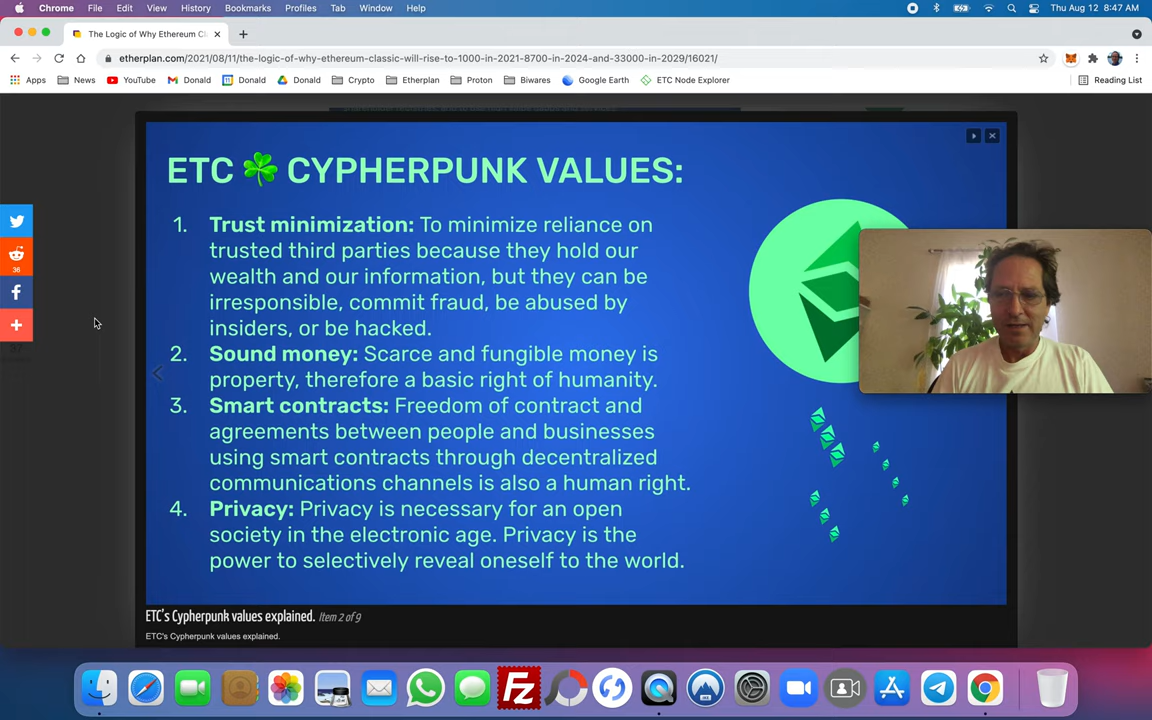 Chrome File Edit View History Bookmarks Profiles Tab Window Help Thu Aug 12 8:47 AM
The Logic of Why Ethereum Cl
etherplan.com/2021/08/11/the-logic-of-why-ethereum-classic-will-rise-to-1000-in-2021-8700-in-2024-and-33000-in-2029/16021/
Apps News YouTube Donald Donald Donald Crypto Etherplan Proton Biwares Google Earth ETC Node Explorer Reading List
ETC CYPHERPUNK VALUES:
1. Trust minimization: To minimize reliance on
trusted third parties because they hold our
wealth and our information, but they can be
irresponsible, commit fraud, be abused by
insiders, or be hacked.
2. Sound money: Scarce and fungible money is
property, therefore a basic right of humanity.
3. Smart contracts: Freedom of contract and
agreements between people and businesses
using smart contracts through decentralized
communications channels is also a human right.
4. Privacy: Privacy is necessary for an open
society in the electronic age. Privacy is the
power to selectively reveal oneself to the world.
36
ETC's Cypherpunk values explained. Item 2 of 9
ETC's Cypherpunk values explained.
Fz